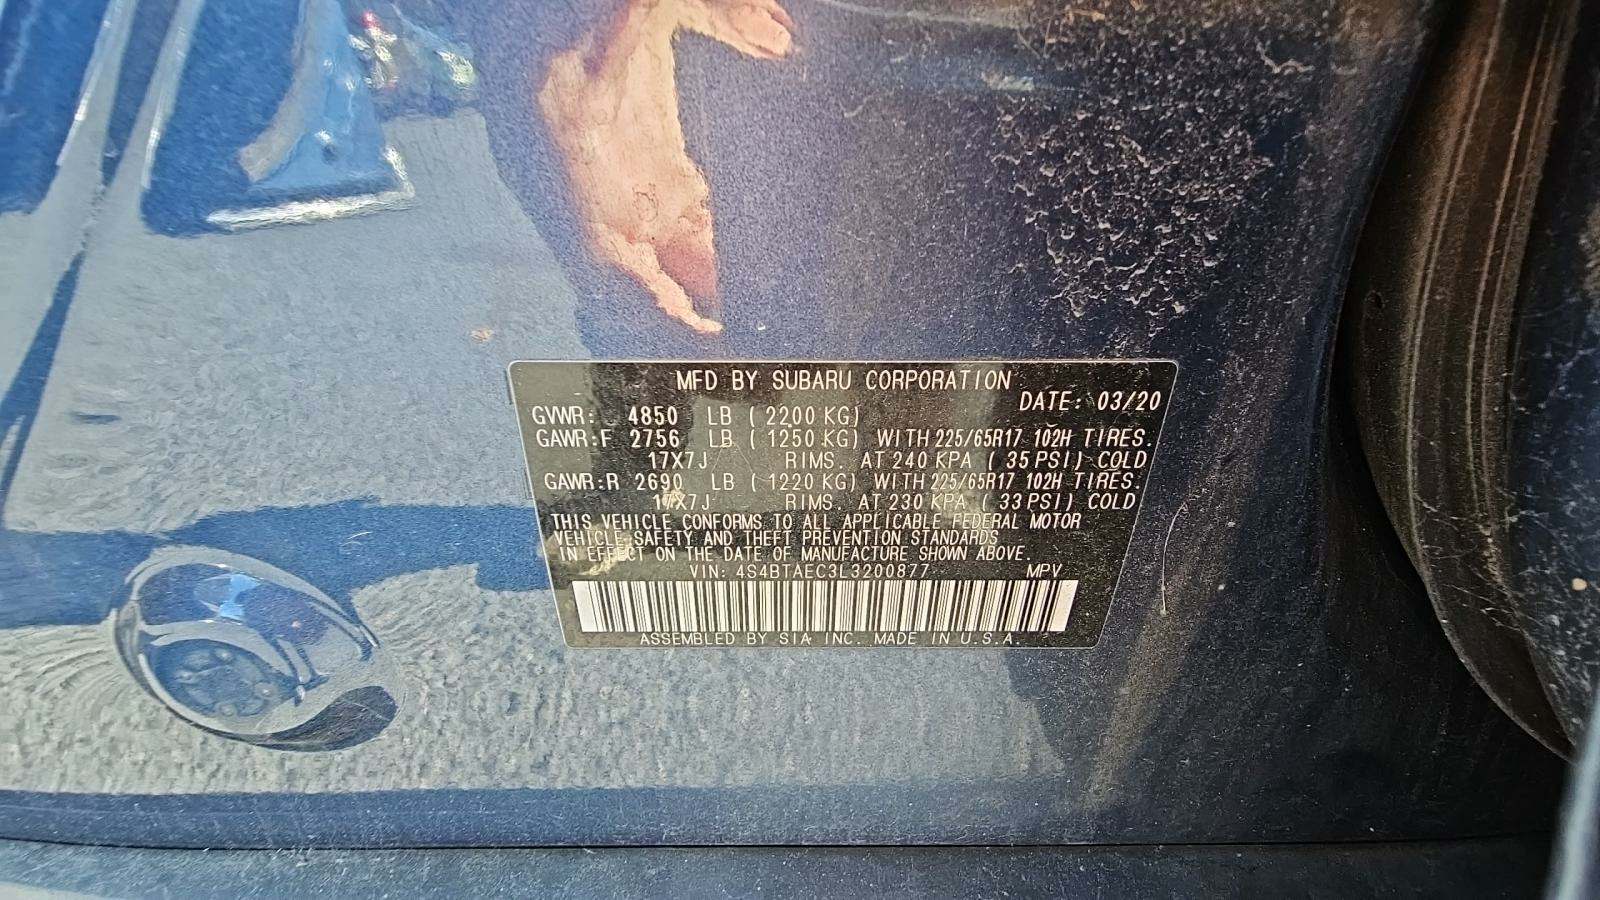 MFD BY SUBARU CORPORATION
DATE: 03/20
GVWR: 4850 LB (2200 KG)
GAWR:F 2756 LB (1250 KG) WITH 225/65R17 102H TIRES.
17X7J RIMS. AT 240 KPA (35 PSI) COLD
GAWR:R 2690 LB (1220 KG) WITH 225/65R17 102H TIRES.
17X7J RIMS. AT 230 KPA (33 PSI) COLD
THIS VEHICLE CONFORMS TO ALL APPLICABLE FEDERAL MOTOR
VEHICLE SAFETY AND THEFT PREVENTION STANDARDS
IN EFFECT ON THE DATE OF MANUFACTURE SHOWN ABOVE.
VIN: 4S4BTAEC3L3200877 MPV
ASSEMBLED BY SIA INC. MADE IN U.S.A.